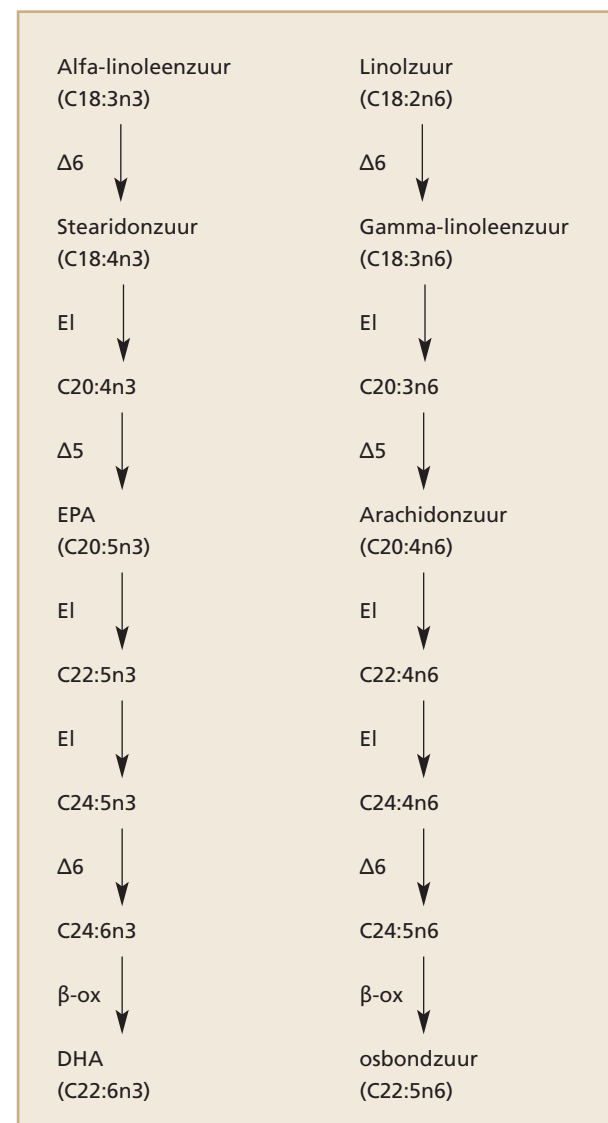 Alfa-linoleenzuur
(C18:3n3)
Δ6
Stearidonzuur
(C18:4n3)
El
C20:4n3
Δ5
EPA
(C20:5n3)
El
C22:5n3
El
C24:5n3
Δ6
C24:6n3
β-ox
DHA
(C22:6n3)
Linolzuur
(C18:2n6)
Δ6
Gamma-linoleenzuur
(C18:3n6)
El
C20:3n6
Δ5
Arachidonzuur
(C20:4n6)
El
C22:4n6
El
C24:4n6
Δ6
C24:5n6
β-ox
osbondzuur
(C22:5n6)